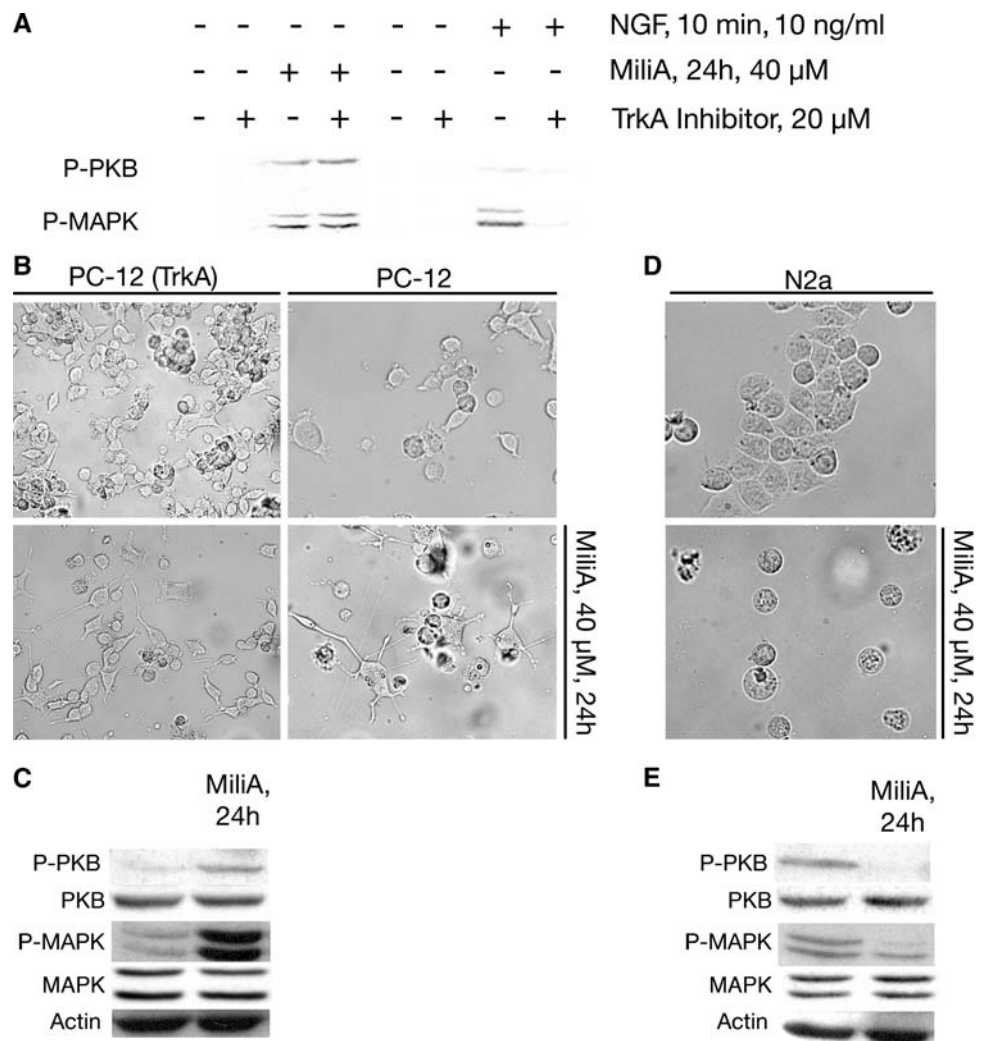 A
- - - - - - + + NGF, 10 min, 10 ng/ml
- - + + - - - - MiliA, 24h, 40 µM
- + - + - + - + TrkA Inhibitor, 20 µM
P-PKB
P-MAPK
B
PC-12 (TrkA)
PC-12
MiliA, 40 µM, 24h
D
N2a
MiliA, 40 µM, 24h
C
MiliA,
24h
P-PKB
PKB
P-MAPK
MAPK
Actin
E
MiliA,
24h
P-PKB
PKB
P-MAPK
MAPK
Actin